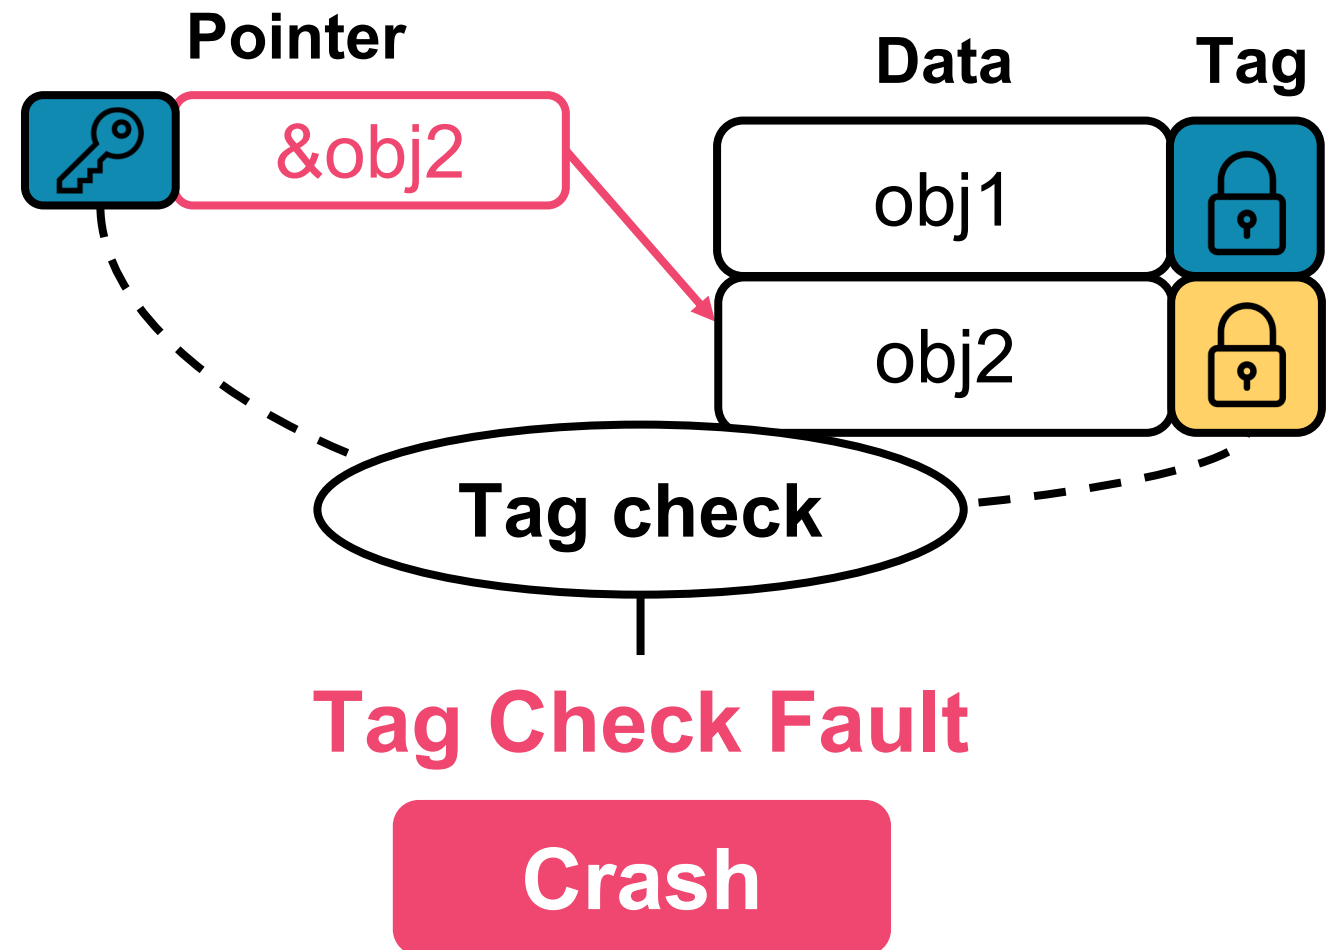 Pointer
Data
Tag
&obj2
obj1
obj2
Tag check
Tag Check Fault
Crash